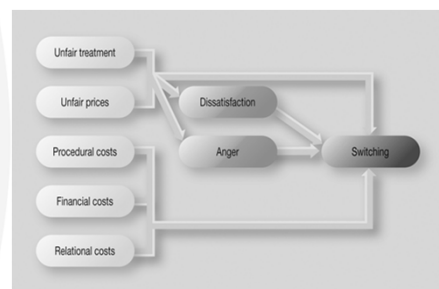 Unfair treatment
Unfair prices
Dissatisfaction
Procedural costs
Anger
Switching
Financial costs
Relational costs